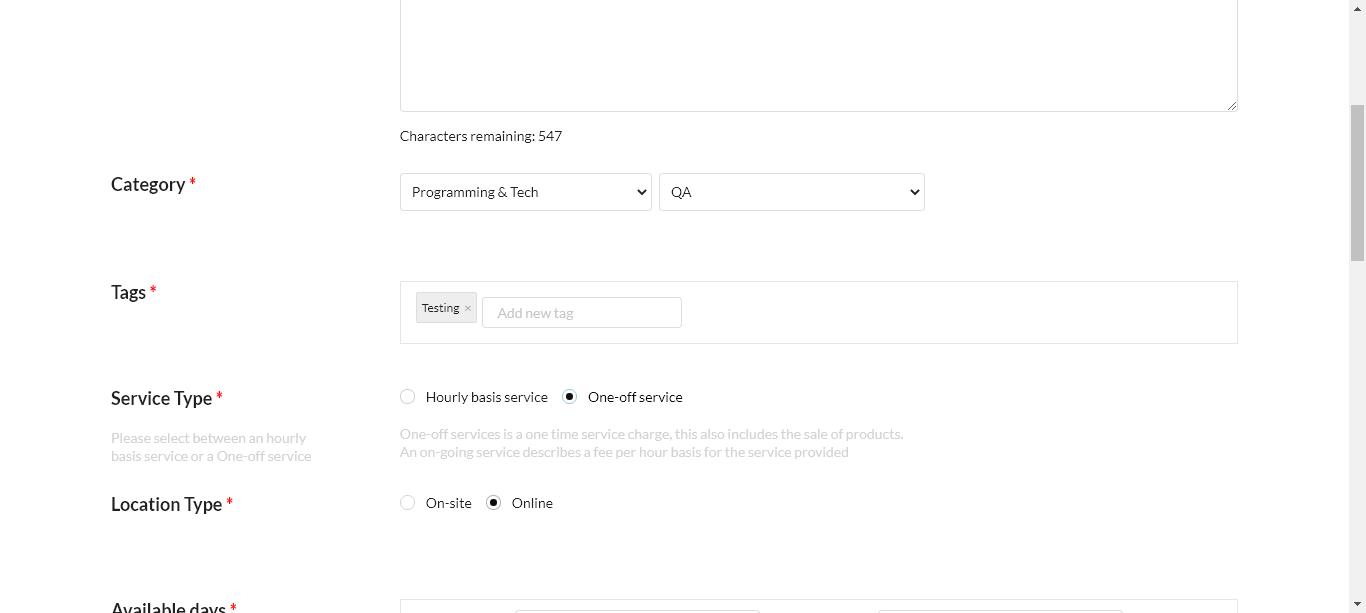 Characters remaining: 547
Category *
Programming & Tech
QA
Tags *
Testing ×
Add new tag
Service Type *
Hourly basis service
One-off service
Please select between an hourly
basis service or a One-off service
One-off services is a one time service charge, this also includes the sale of products.
An on-going service describes a fee per hour basis for the service provided
Location Type *
On-site
Online
Available days *